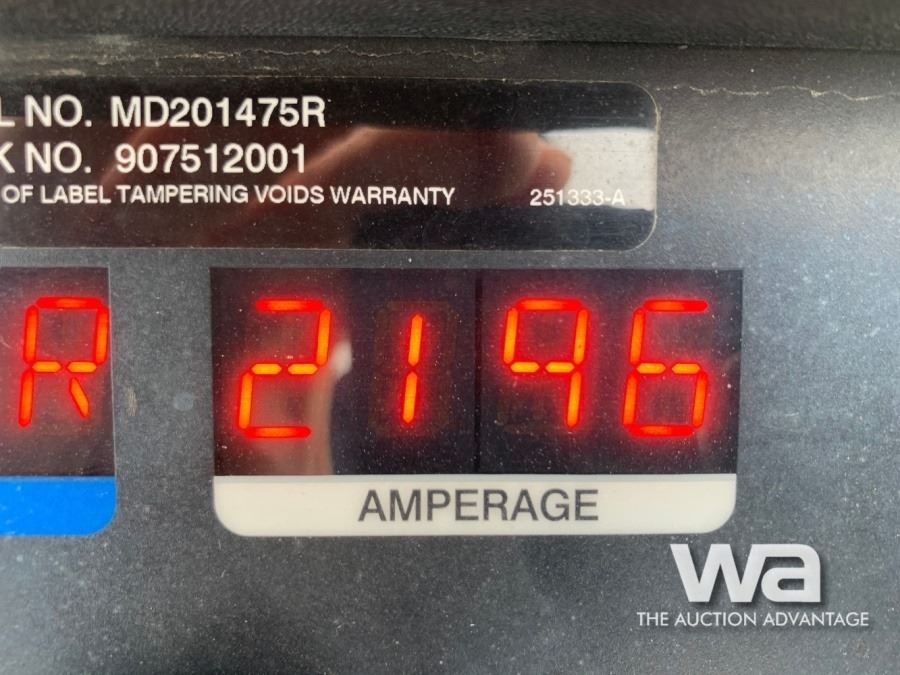 L NO. MD201475R
K NO. 907512001
OF LABEL TAMPERING VOIDS WARRANTY 251333-A
R 2196
AMPERAGE
wa
THE AUCTION ADVANTAGE